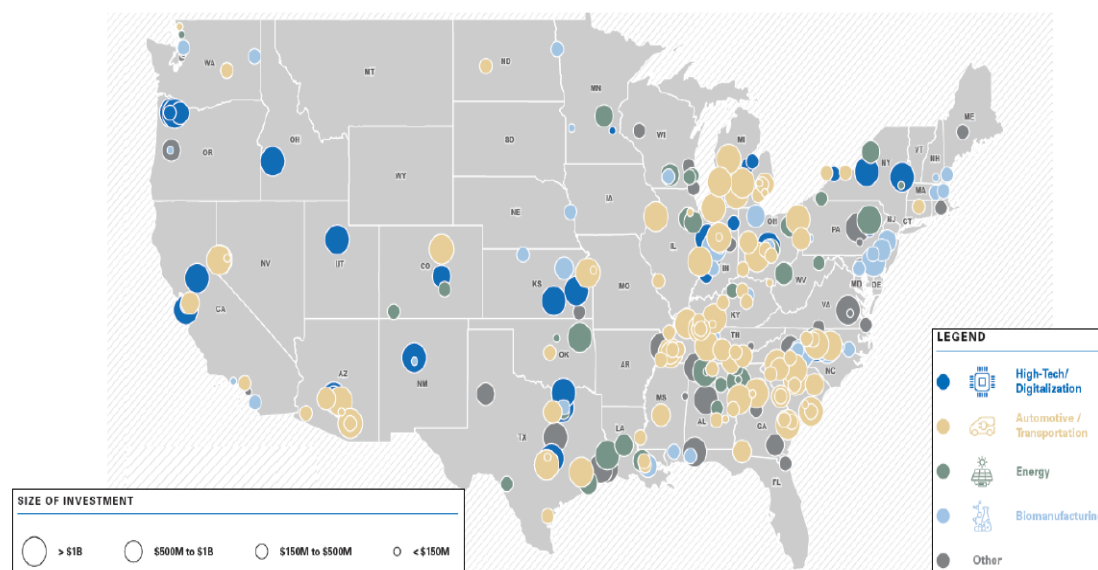 WA
MT
ND
MN
ME
OH
OR
SD
WI
MI
VT
NH
NY
MA
CT
WY
IA
NE
PA
NJ
OH
NV
UT
CO
IL
IN
WV
MD
DE
KS
MO
KY
VA
CA
TN
NC
OK
AR
AZ
NM
MS
AL
GA
TX
LA
FL
LEGEND
High-Tech/
Digitalization
Automotive /
Transportation
Energy
Biomanufacturing
Other
SIZE OF INVESTMENT
> $1B
$500M to $1B
$150M to $500M
< $150M